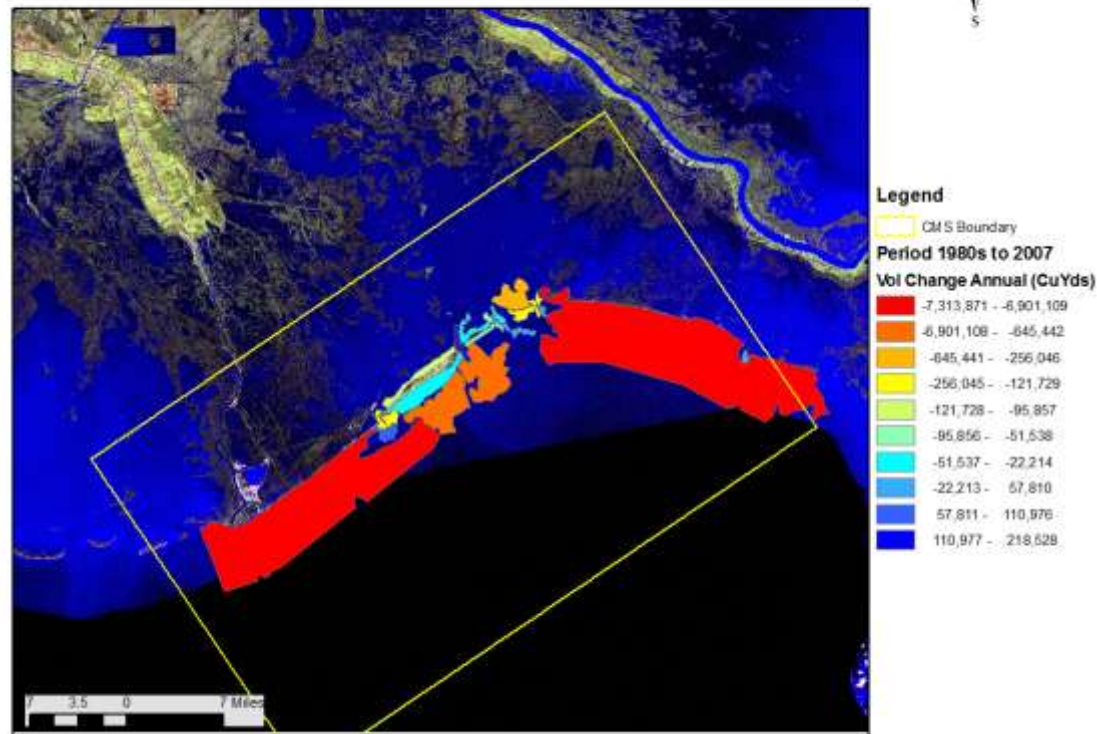 S
Legend
CMS Boundary
Period 1980s to 2007
Vol Change Annual (CuYds)
-7,313,871 - -6,901,109
-6,901,108 - -645,442
-645,441 - -256,046
-256,045 - -121,729
-121,728 - -95,857
-95,856 - -51,538
-51,537 - -22,214
-22,213 - 57,810
57,811 - 110,976
110,977 - 218,528
7 3.5 0 7 Miles